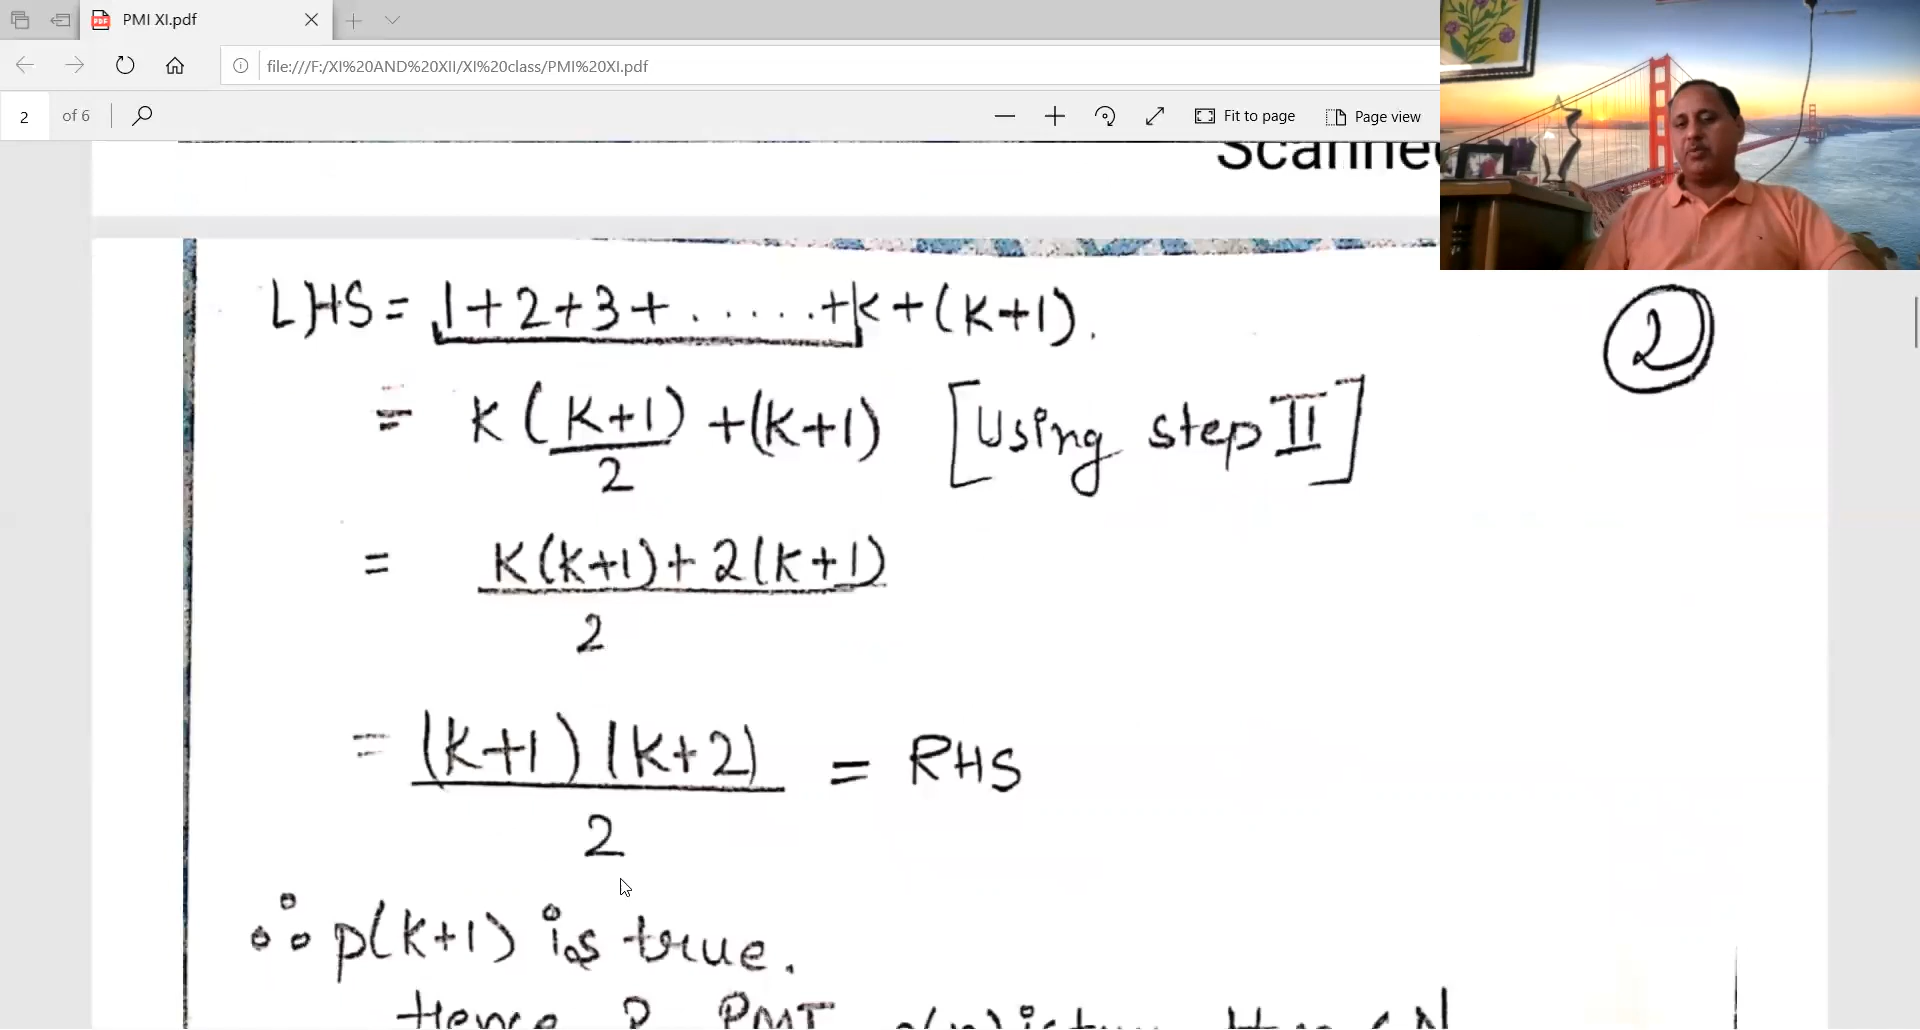 PMI XI.pdf
file:///F:/XI%20AND%20XII/XI%20class/PMI%20XI.pdf
2 of 6
Fit to page
Page view
LHS = 1+2+3+ . . . . . . +K+(K+1).
= K(K+1)/2 +(K+1) [Using step II]
= K(K+1)+2(K+1)
2
= (K+1)(K+2) = RHS
2
∴ p(K+1) is true.
Hence
PMI
2